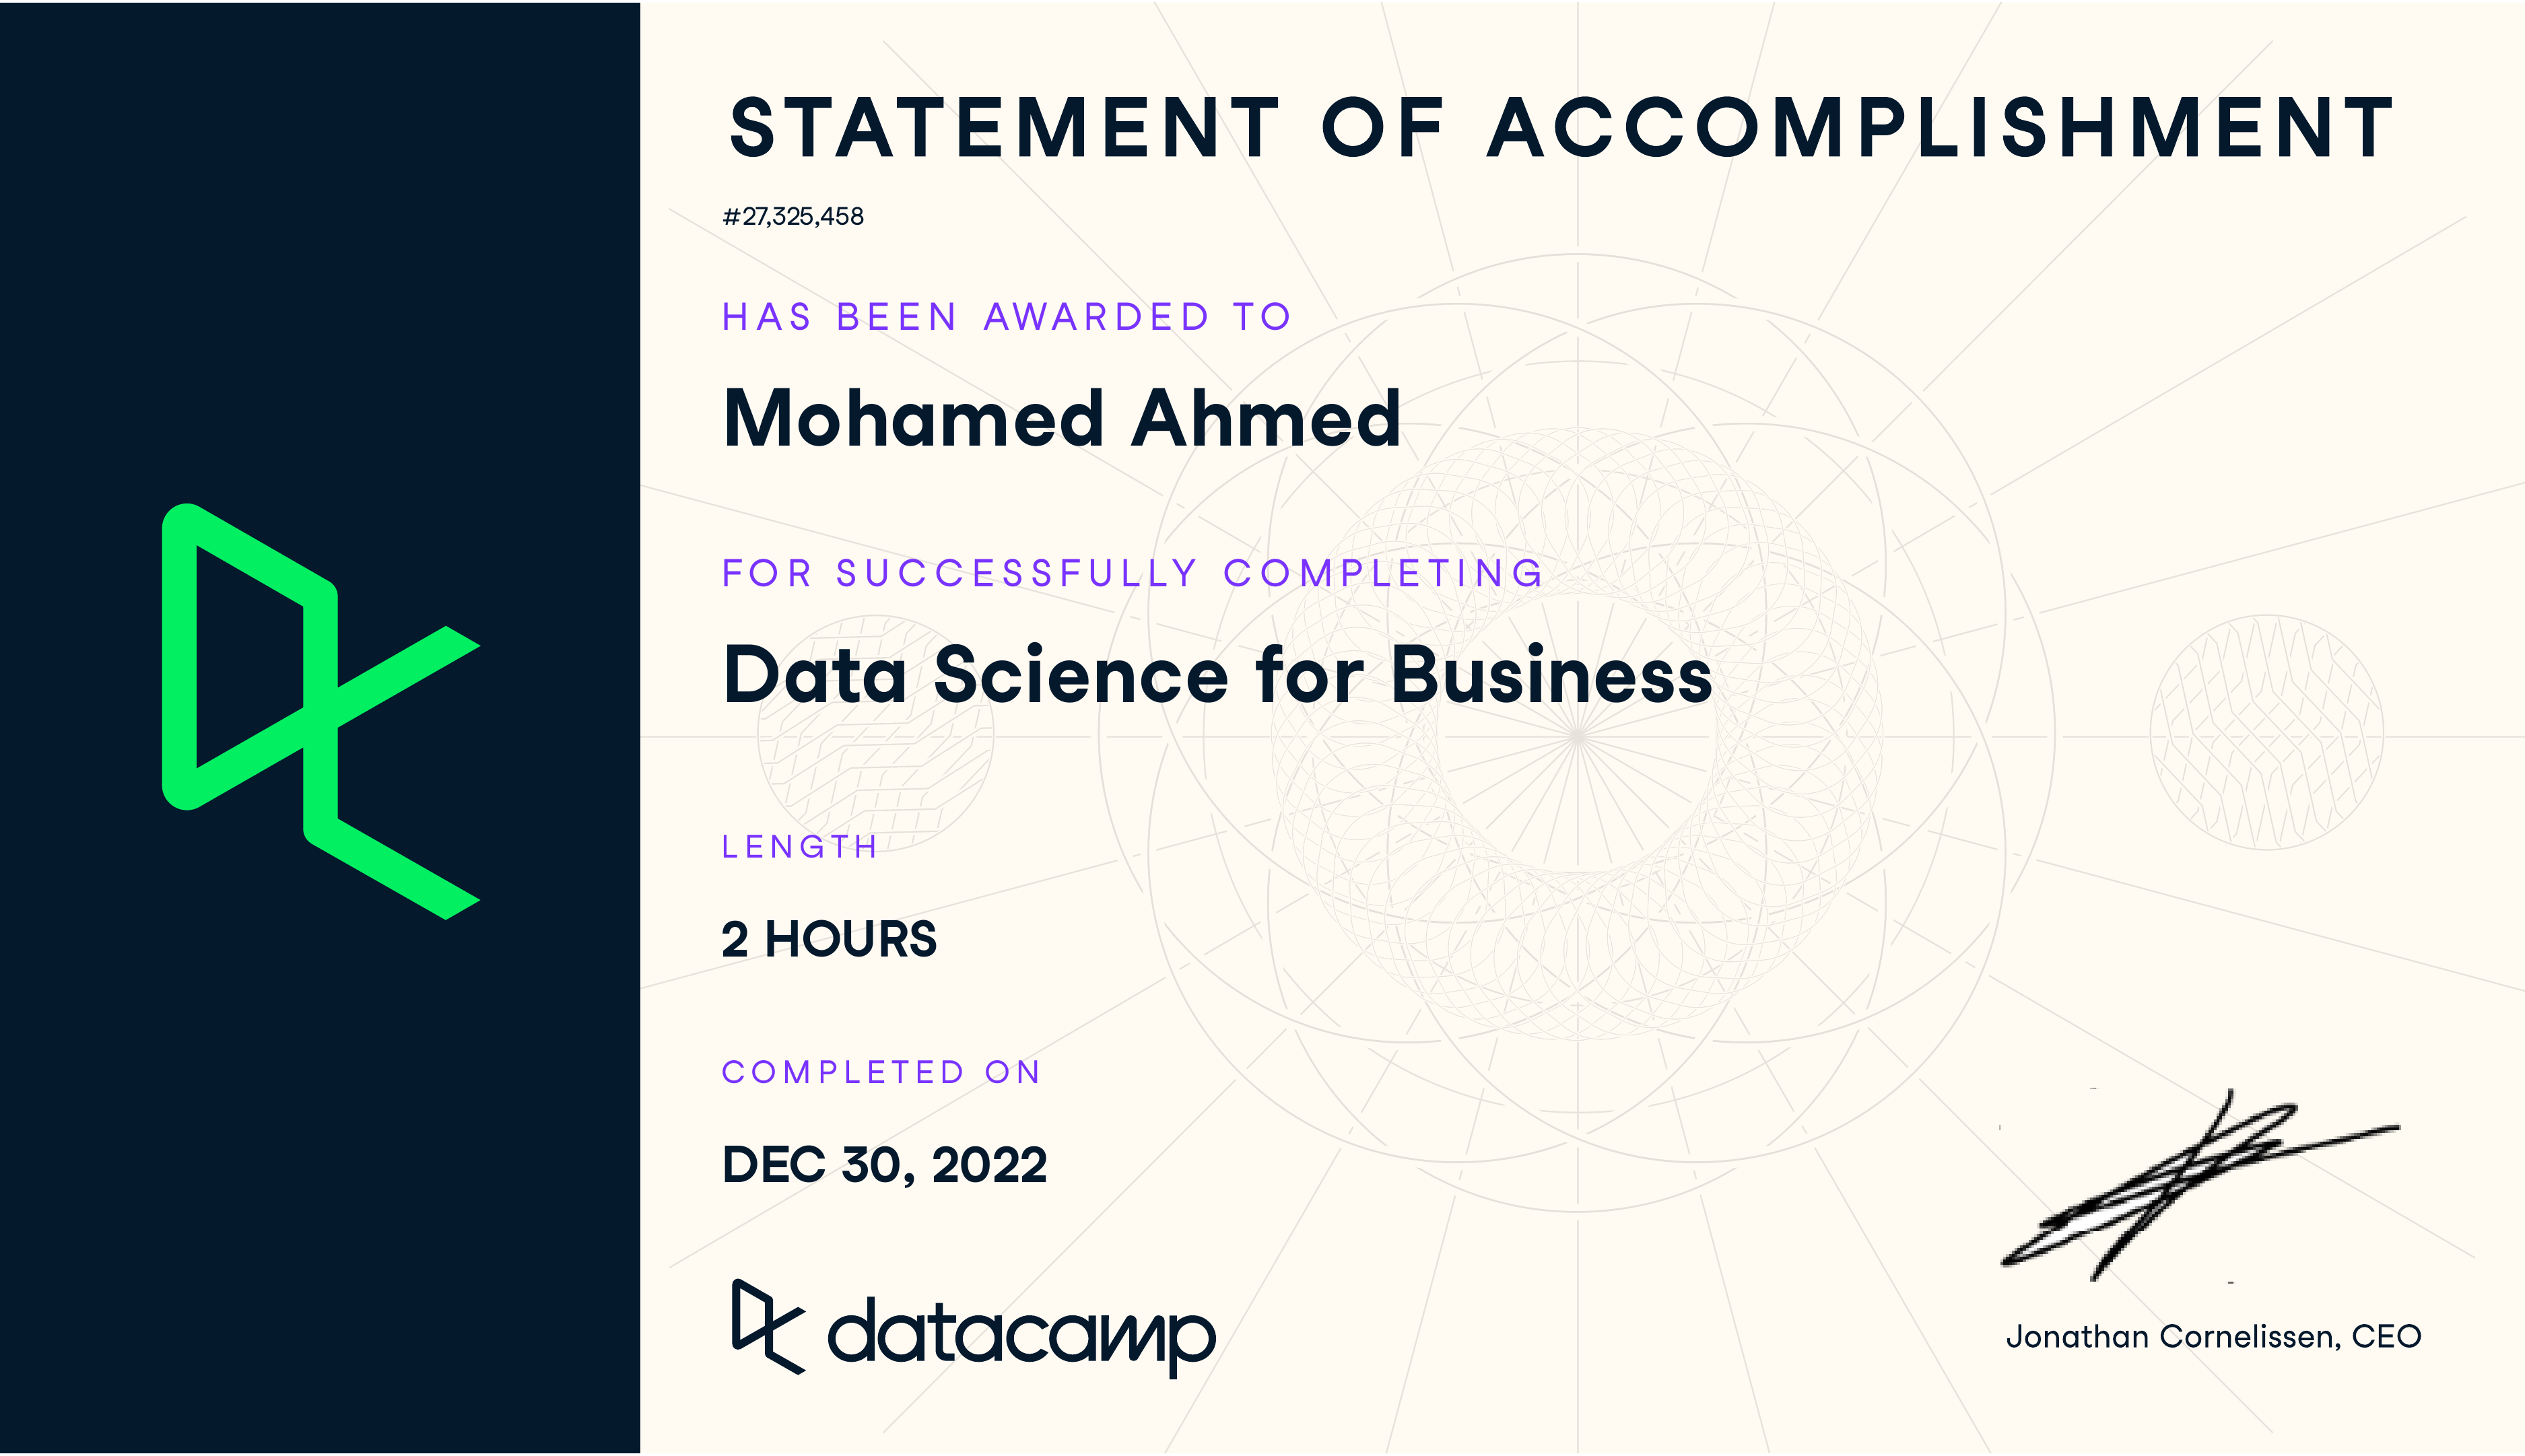 STATEMENT OF ACCOMPLISHMENT
#27,325,458
HAS BEEN AWARDED TO
Mohamed Ahmed
FOR SUCCESSFULLY COMPLETING
Data Science for Business
LENGTH
2 HOURS
COMPLETED ON
DEC 30, 2022
datacamp
Jonathan Cornelissen, CEO